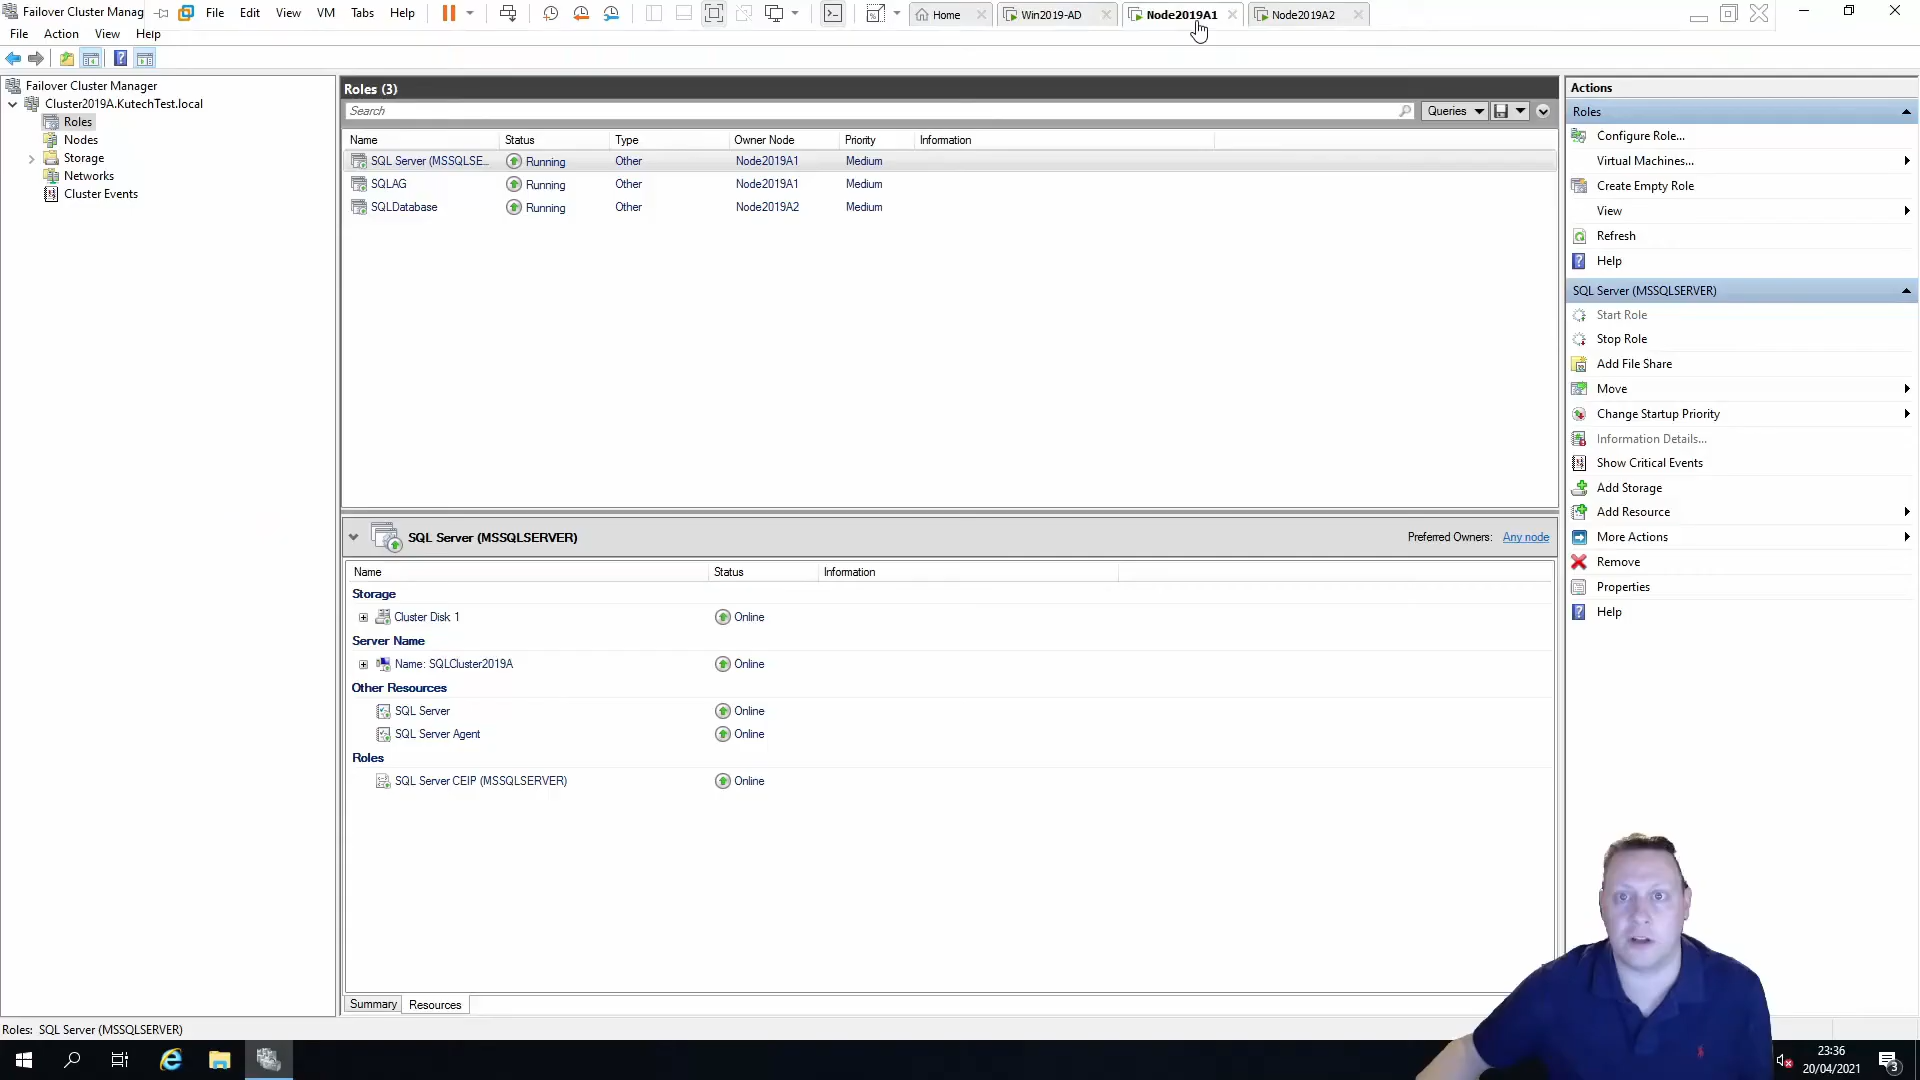 Failover Cluster Manag
File Edit View VM Tabs Help
Home
Win2019-AD
Node2019A1
Node2019A2
File Action View Help
Failover Cluster Manager
Cluster2019A.KutechTest.local
Roles
Nodes
Storage
Networks
Cluster Events
Roles (3)
Search
Queries
Name Status Type Owner Node Priority Information
SQL Server (MSSQLSE... Running Other Node2019A1 Medium
SQLAG Running Other Node2019A1 Medium
SQLDatabase Running Other Node2019A2 Medium
SQL Server (MSSQLSERVER)
Preferred Owners: Any node
Name Status Information
Storage
Cluster Disk 1 Online
Server Name
Name: SQLCluster2019A Online
Other Resources
SQL Server Online
SQL Server Agent Online
Roles
SQL Server CEIP (MSSQLSERVER) Online
Summary Resources
Actions
Roles
Configure Role...
Virtual Machines...
Create Empty Role
View
Refresh
Help
SQL Server (MSSQLSERVER)
Start Role
Stop Role
Add File Share
Move
Change Startup Priority
Information Details...
Show Critical Events
Add Storage
Add Resource
More Actions
Remove
Properties
Help
Roles: SQL Server (MSSQLSERVER)
23:36
20/04/2021
3